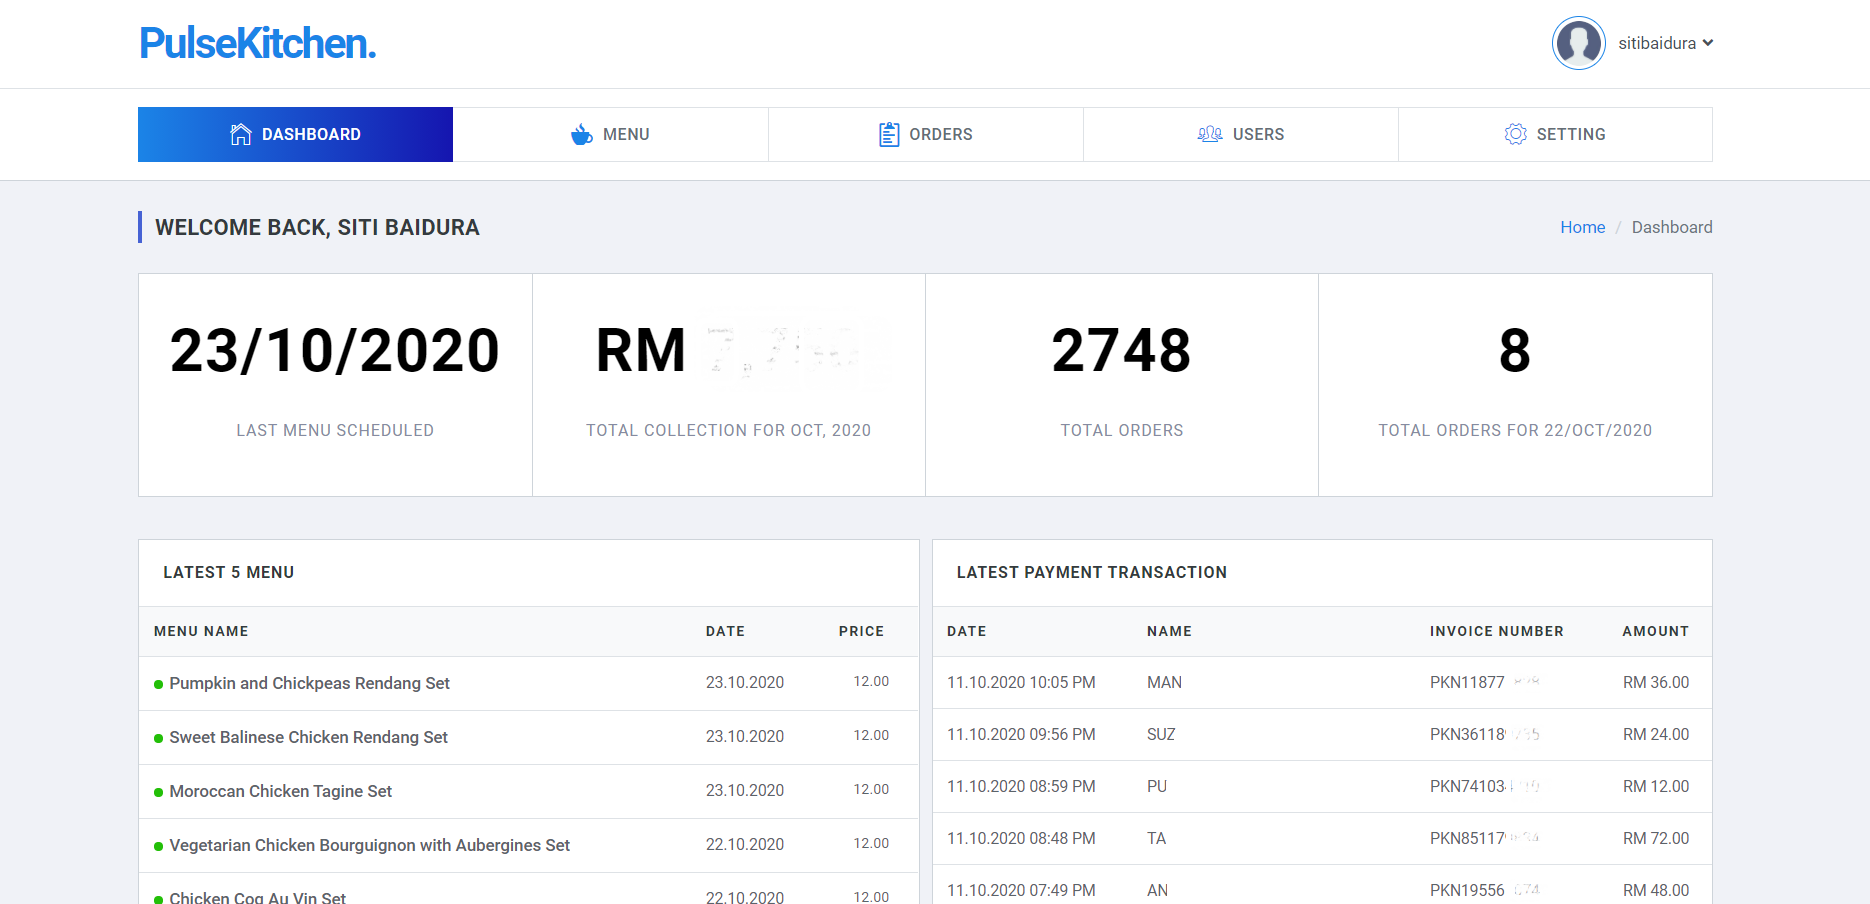 PulseKitchen.
sitibaidura
DASHBOARD
MENU
ORDERS
USERS
SETTING
WELCOME BACK, SITI BAIDURA
Home / Dashboard
23/10/2020
LAST MENU SCHEDULED
RM
TOTAL COLLECTION FOR OCT, 2020
2748
TOTAL ORDERS
8
TOTAL ORDERS FOR 22/OCT/2020
LATEST 5 MENU
MENU NAME DATE PRICE
Pumpkin and Chickpeas Rendang Set 23.10.2020 12.00
Sweet Balinese Chicken Rendang Set 23.10.2020 12.00
Moroccan Chicken Tagine Set 23.10.2020 12.00
Vegetarian Chicken Bourguignon with Aubergines Set 22.10.2020 12.00
Chicken Coq Au Vin Set 22.10.2020 12.00
LATEST PAYMENT TRANSACTION
DATE NAME INVOICE NUMBER AMOUNT
11.10.2020 10:05 PM MAN PKN11877 RM 36.00
11.10.2020 09:56 PM SUZ PKN36118 RM 24.00
11.10.2020 08:59 PM PU PKN74103 RM 12.00
11.10.2020 08:48 PM TA PKN85117 RM 72.00
11.10.2020 07:49 PM AN PKN19556 RM 48.00